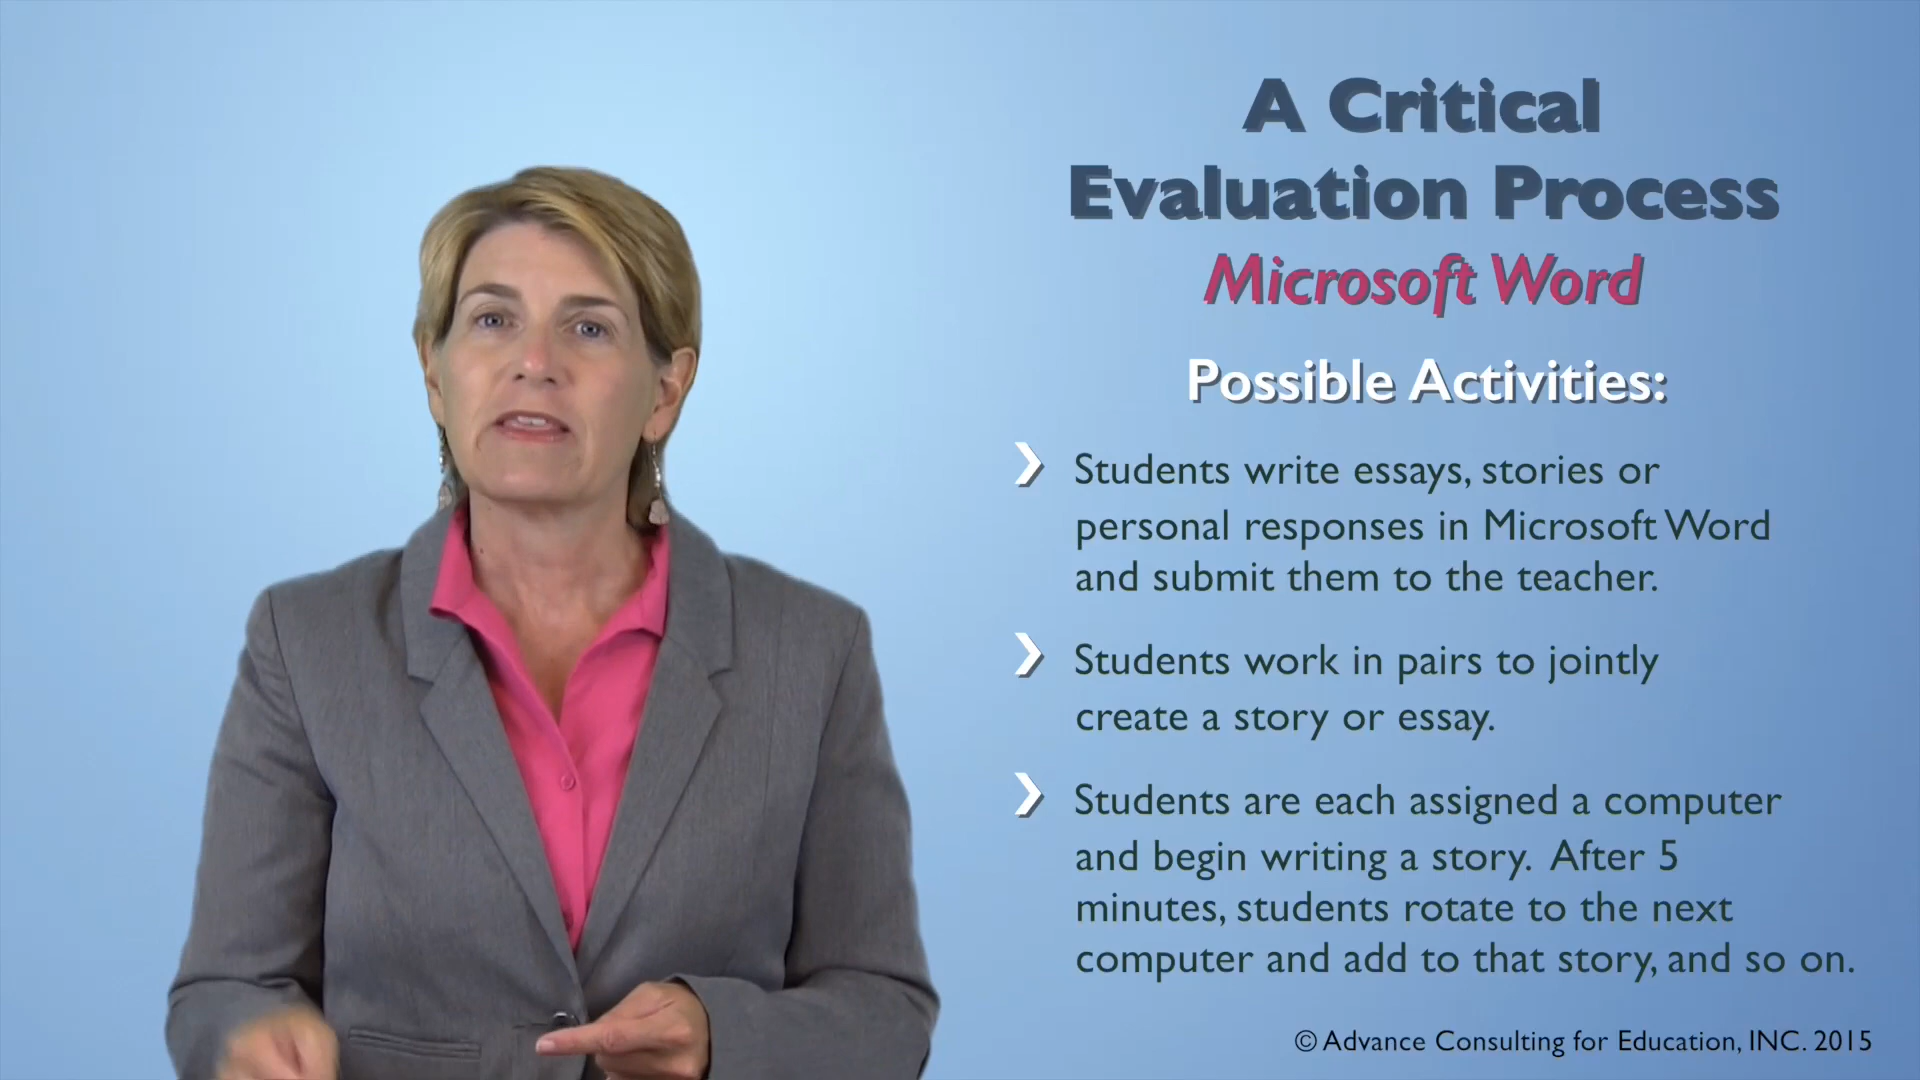 A Critical
Evaluation Process
Microsoft Word
Possible Activities:
Students write essays, stories or
personal responses in Microsoft Word
and submit them to the teacher.
Students work in pairs to jointly
create a story or essay.
Students are each assigned a computer
and begin writing a story. After 5
minutes, students rotate to the next
computer and add to that story, and so on.
© Advance Consulting for Education, INC. 2015